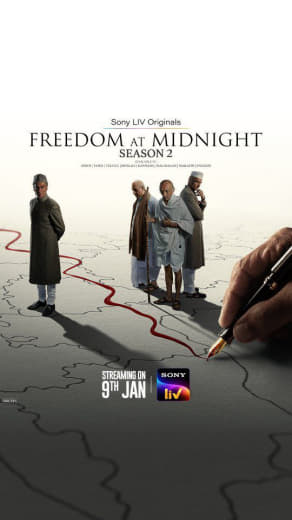 Sony LIV Originals
FREEDOM AT MIDNIGHT
SEASON 2
STREAMING ON
9TH JAN
SONY
liv